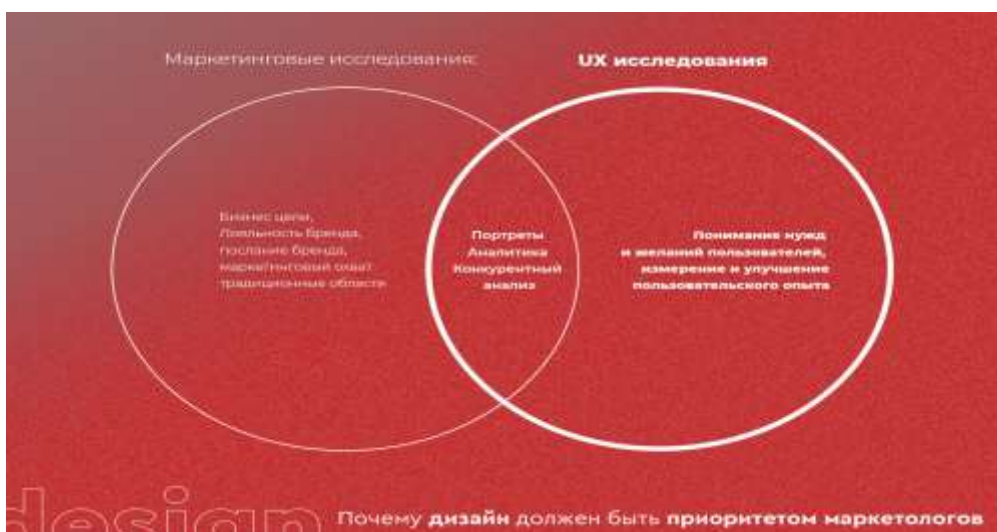 Маркетинговые исследования:
UX исследования
Бизнес цели,
Лояльность бренда,
послание бренда,
маркетинговый охват
традиционные области
Портреты
Аналитика
Конкурентный
анализ
Понимание нужд
и желаний пользователей,
измерение и улучшение
пользовательского опыта
design
Почему дизайн должен быть приоритетом маркетологов